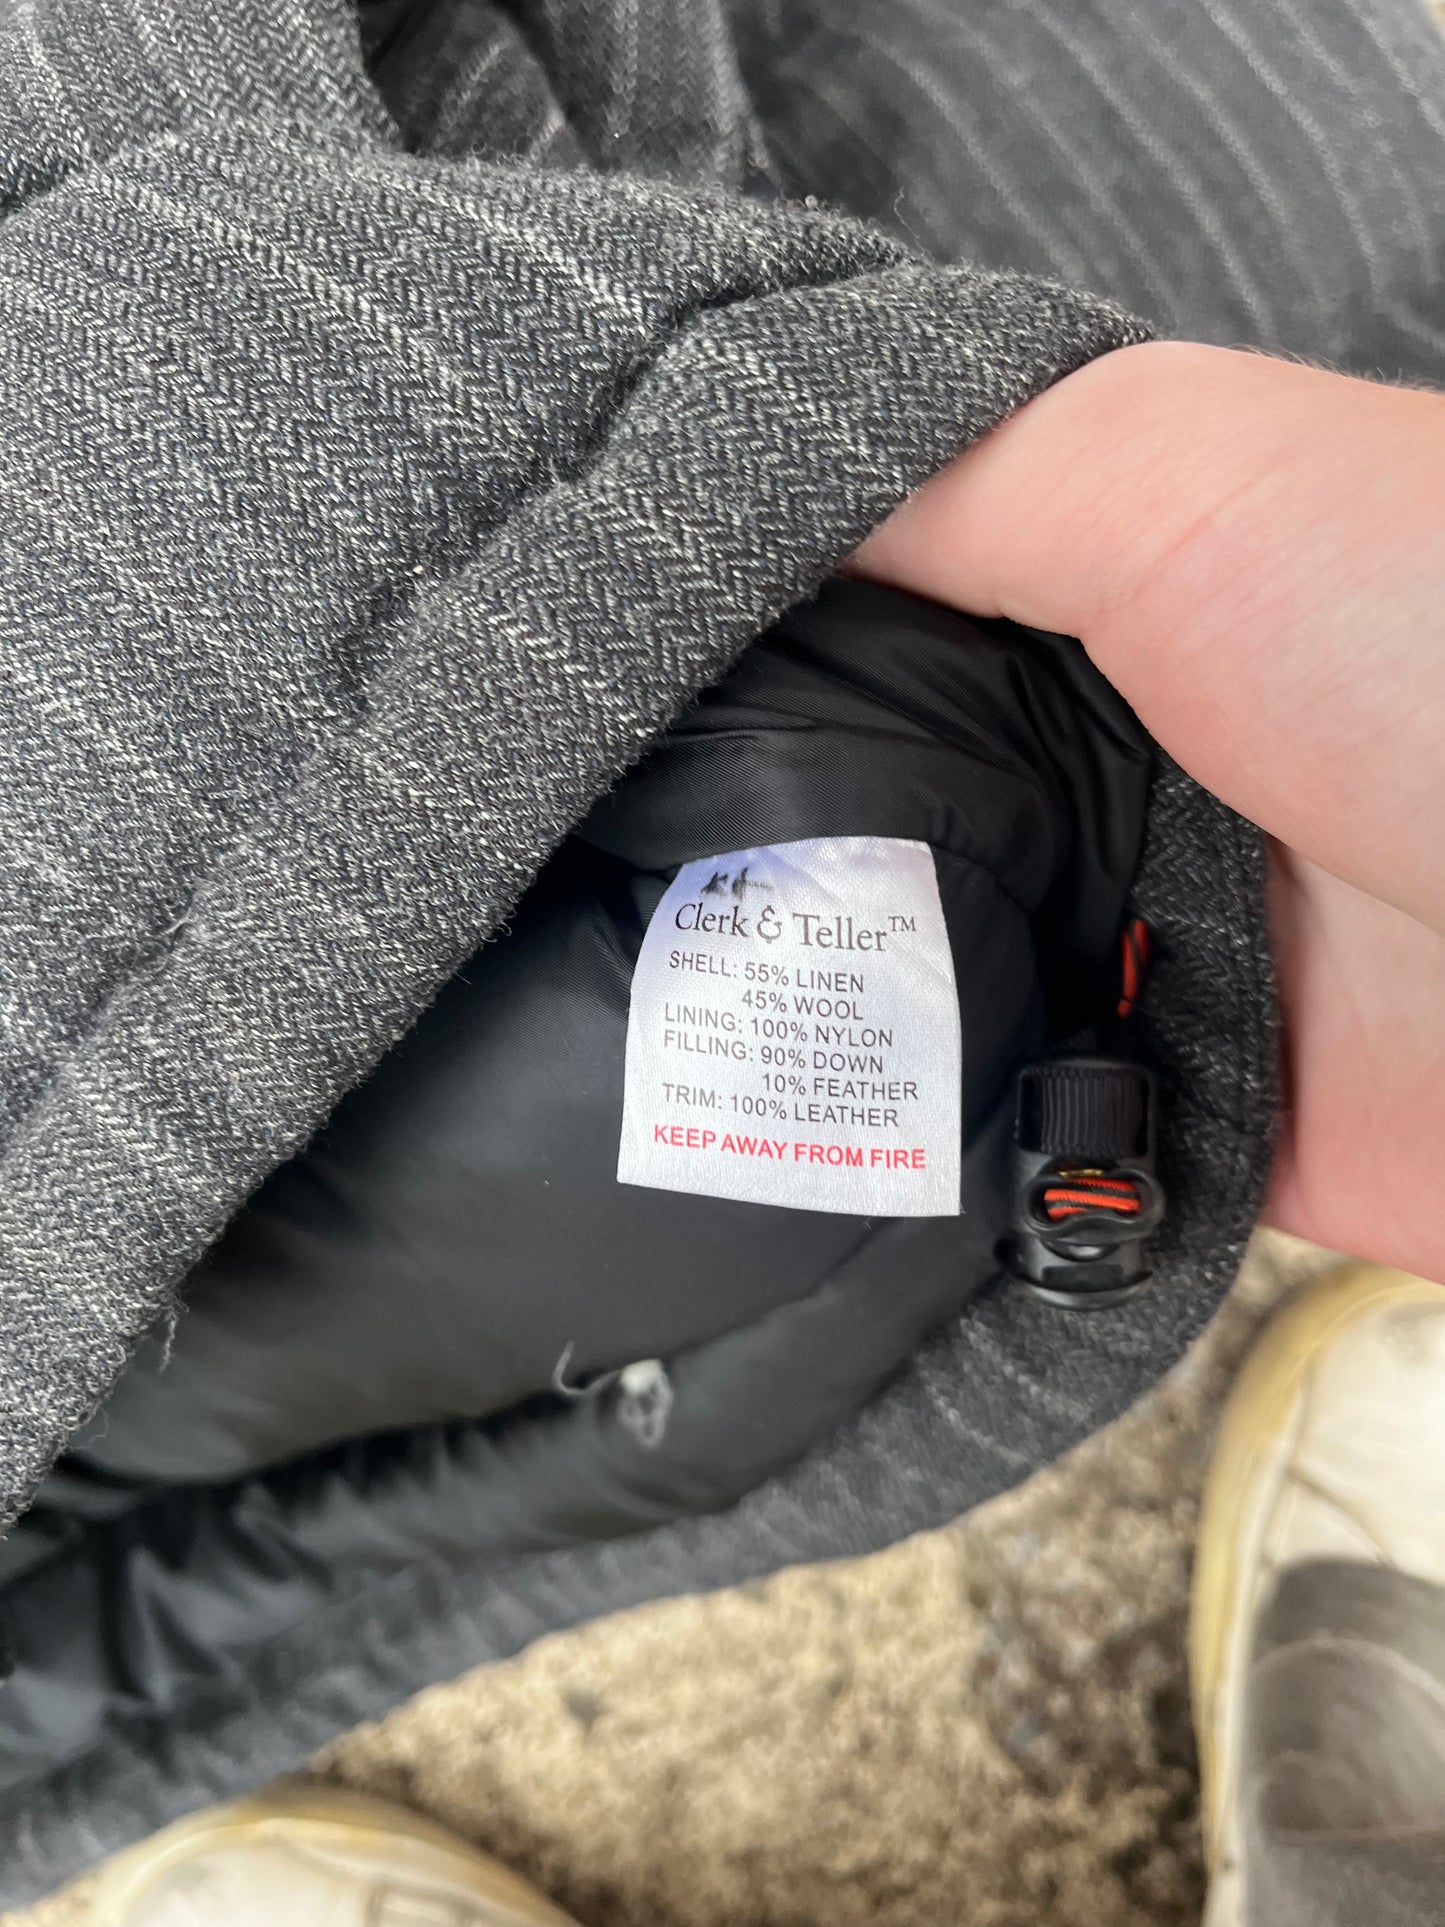 Clerk & Teller™
SHELL: 55% LINEN
45% WOOL
LINING: 100% NYLON
FILLING: 90% DOWN
10% FEATHER
TRIM: 100% LEATHER
KEEP AWAY FROM FIRE